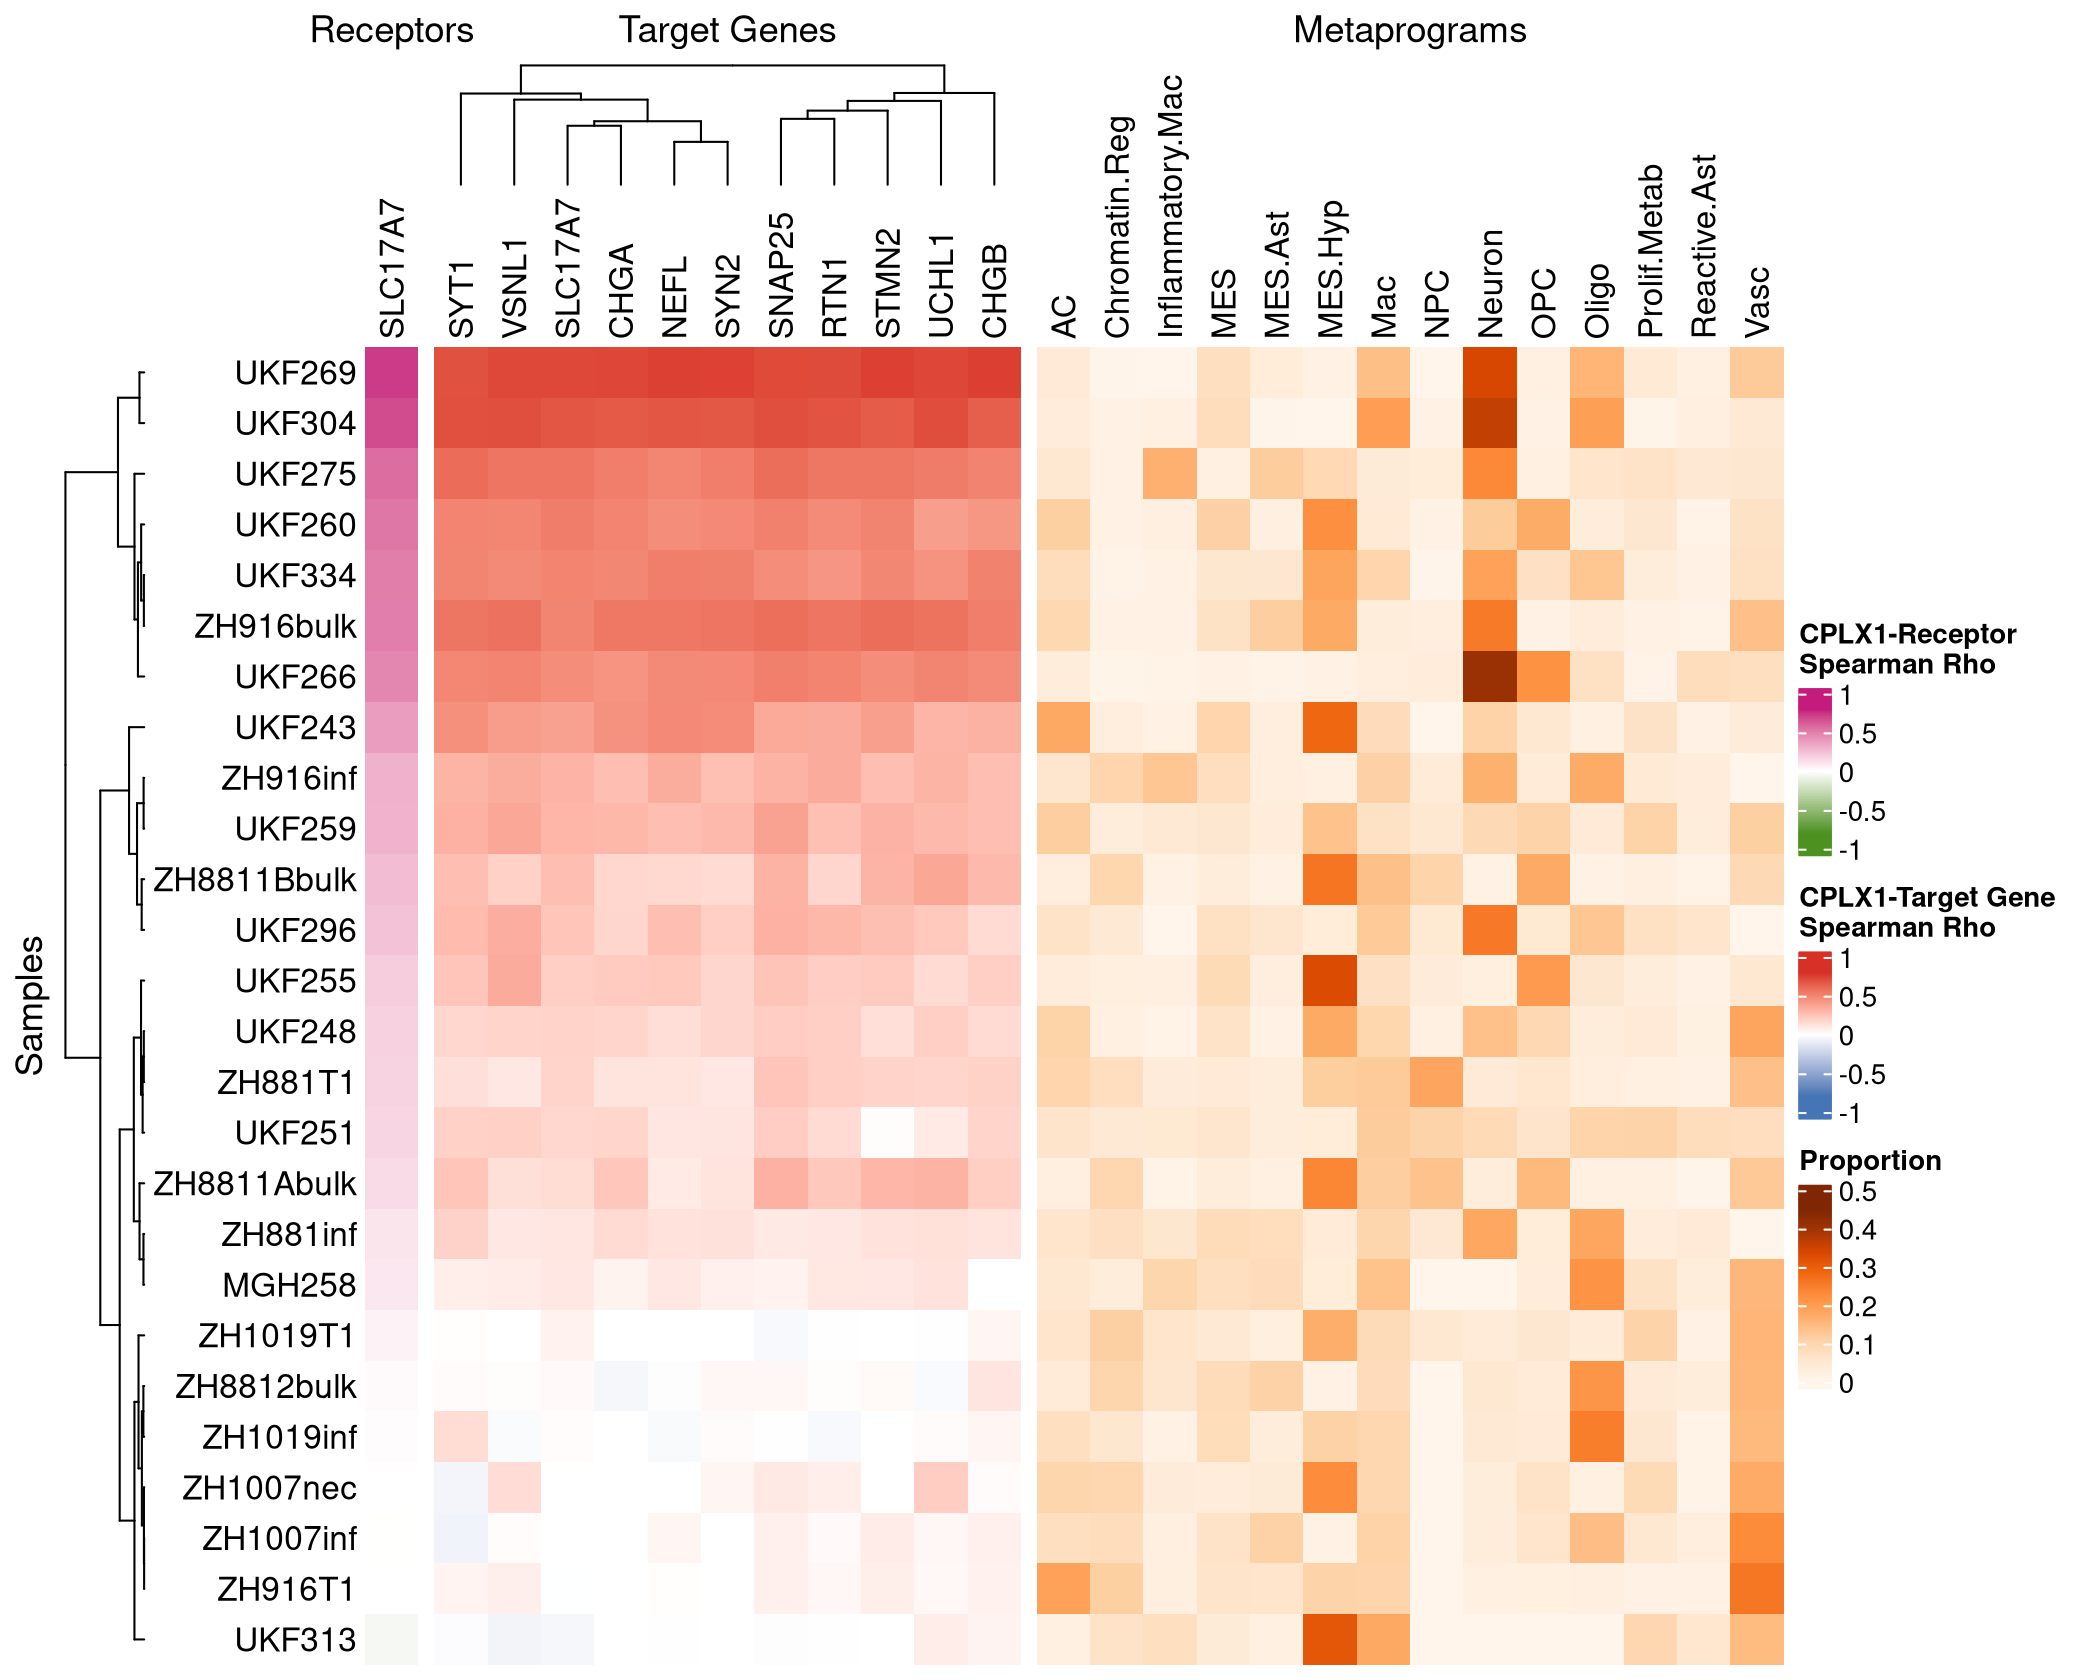 Receptors
Target Genes
Metaprograms
SLC17A7
SYT1
VSNL1
SLC17A7
CHGA
NEFL
SYN2
SNAP25
RTN1
STMN2
UCHL1
CHGB
AC
Chromatin.Reg
Inflammatory.Mac
MES
MES.Ast
MES.Hyp
Mac
NPC
Neuron
OPC
Oligo
Prolif.Metab
Reactive.Ast
Vasc
Samples
UKF269
UKF304
UKF275
UKF260
UKF334
ZH916bulk
UKF266
UKF243
ZH916inf
UKF259
ZH8811Bbulk
UKF296
UKF255
UKF248
ZH881T1
UKF251
ZH8811Abulk
ZH881inf
MGH258
ZH1019T1
ZH8812bulk
ZH1019inf
ZH1007nec
ZH1007inf
ZH916T1
UKF313
CPLX1-Receptor
Spearman Rho
1
0.5
0
-0.5
-1
CPLX1-Target Gene
Spearman Rho
1
0.5
0
-0.5
-1
Proportion
0.5
0.4
0.3
0.2
0.1
0